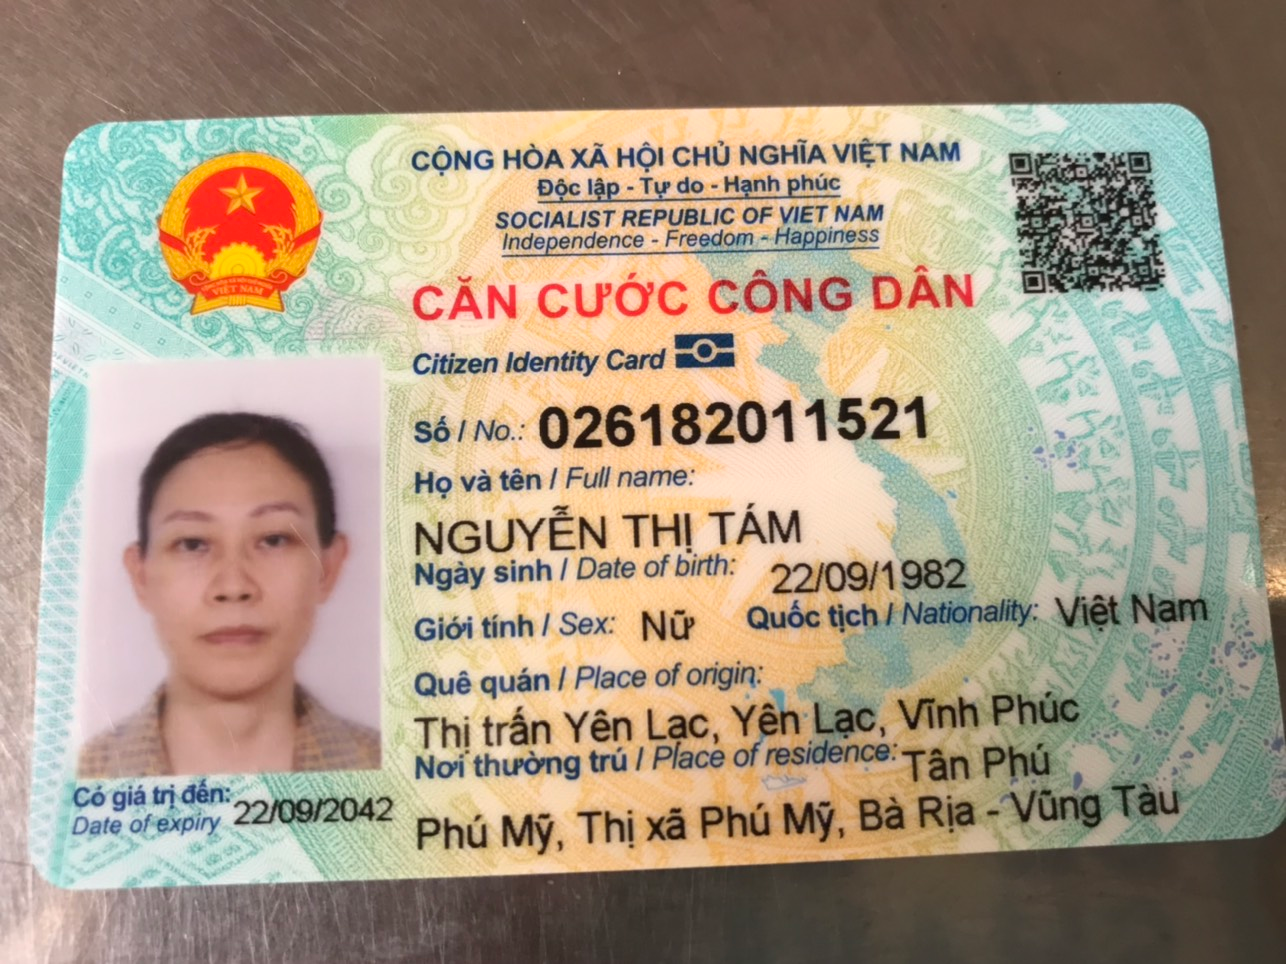 CỘNG HÒA XÃ HỘI CHỦ NGHĨA VIỆT NAM
Độc lập - Tự do - Hạnh phúc
SOCIALIST REPUBLIC OF VIET NAM
Independence - Freedom - Happiness
CĂN CƯỚC CÔNG DÂN
Citizen Identity Card
Số / No.: 026182011521
Họ và tên / Full name:
NGUYỄN THỊ TÁM
Ngày sinh / Date of birth: 22/09/1982
Giới tính / Sex: Nữ Quốc tịch / Nationality: Việt Nam
Quê quán / Place of origin:
Thị trấn Yên Lạc, Yên Lạc, Vĩnh Phúc
Nơi thường trú / Place of residence: Tân Phú
Phú Mỹ, Thị xã Phú Mỹ, Bà Rịa - Vũng Tàu
Có giá trị đến: 22/09/2042
Date of expiry
VIỆT NAM